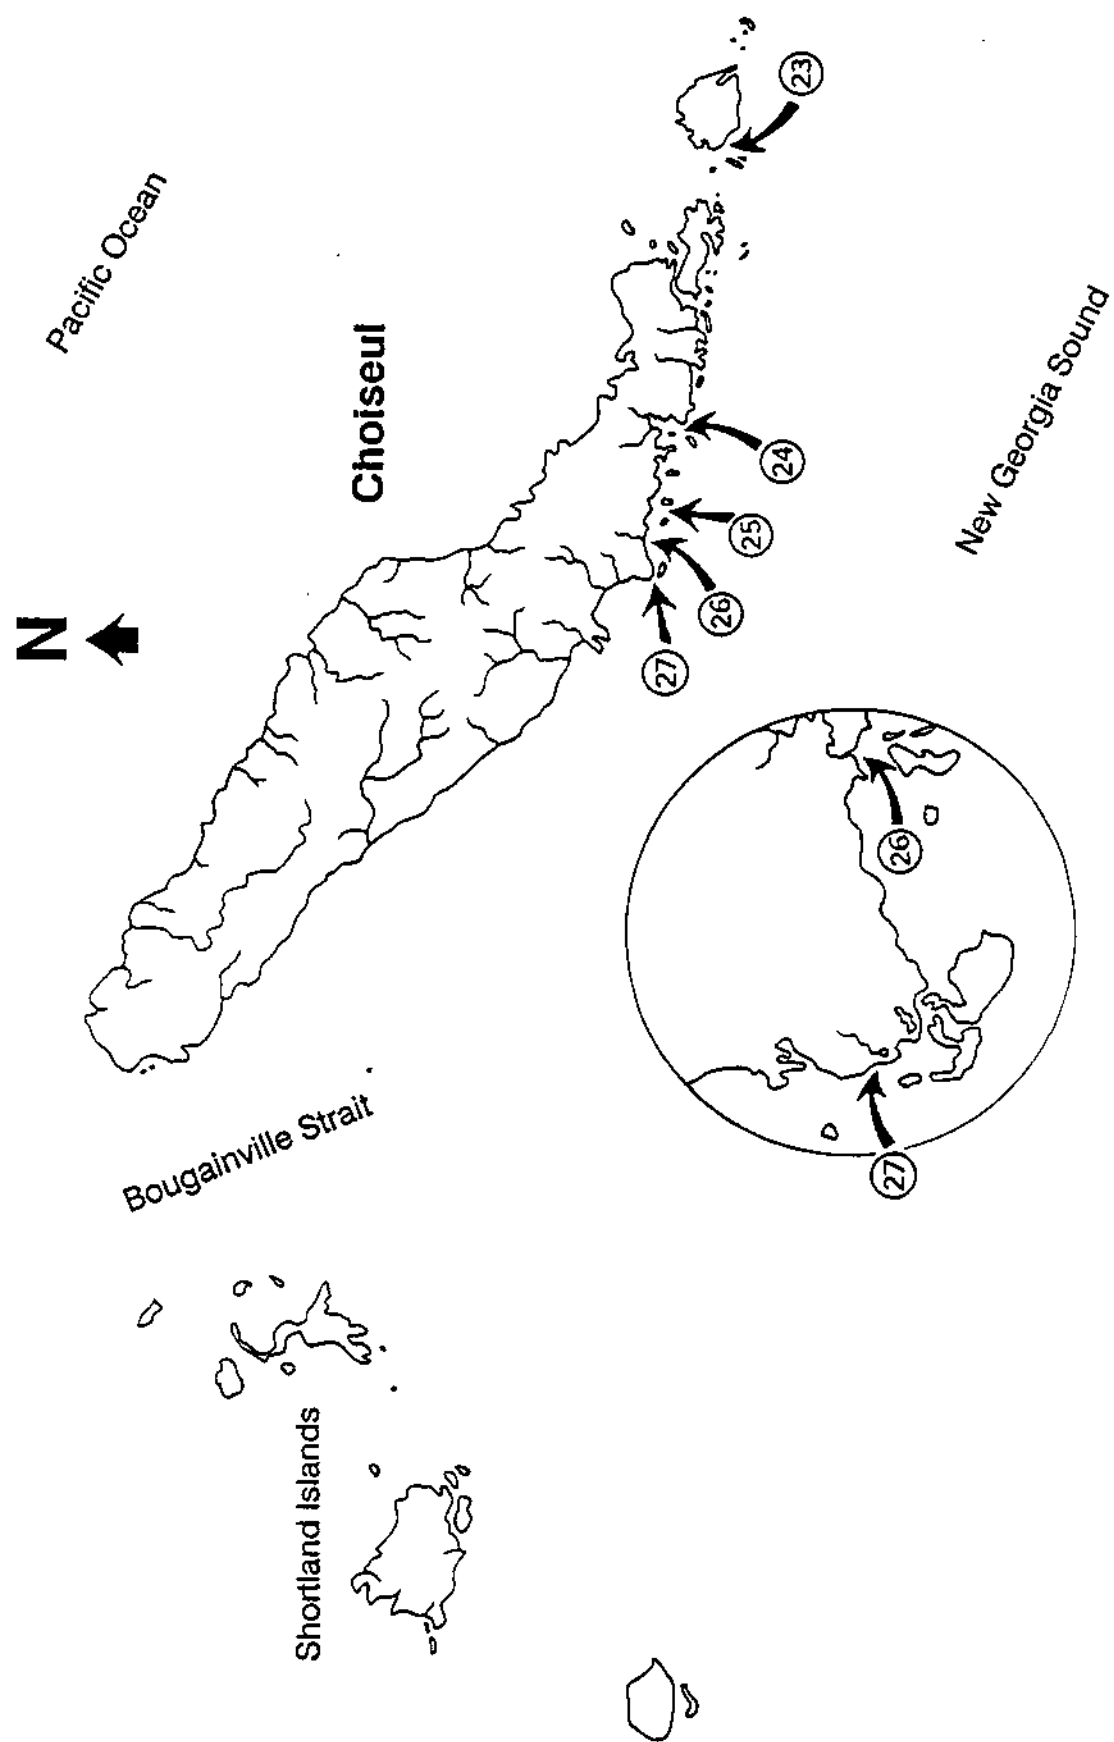 N
Pacific Ocean
Choiseul
Bougainville Strait
Shortland Islands
New Georgia Sound
23
24
25
26
27
26
27